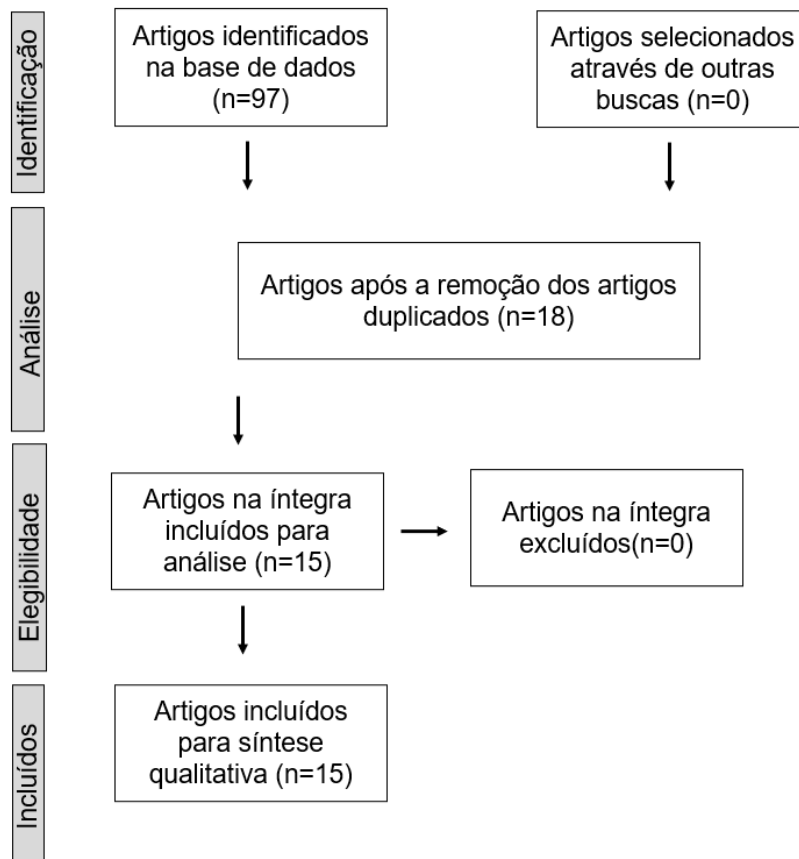 Identificação
Artigos identificados
na base de dados
(n=97)
Artigos selecionados
através de outras
buscas (n=0)
Análise
Artigos após a remoção dos artigos
duplicados (n=18)
Elegibilidade
Artigos na íntegra
incluídos para
análise (n=15)
Artigos na íntegra
excluídos(n=0)
Incluídos
Artigos incluídos
para síntese
qualitativa (n=15)